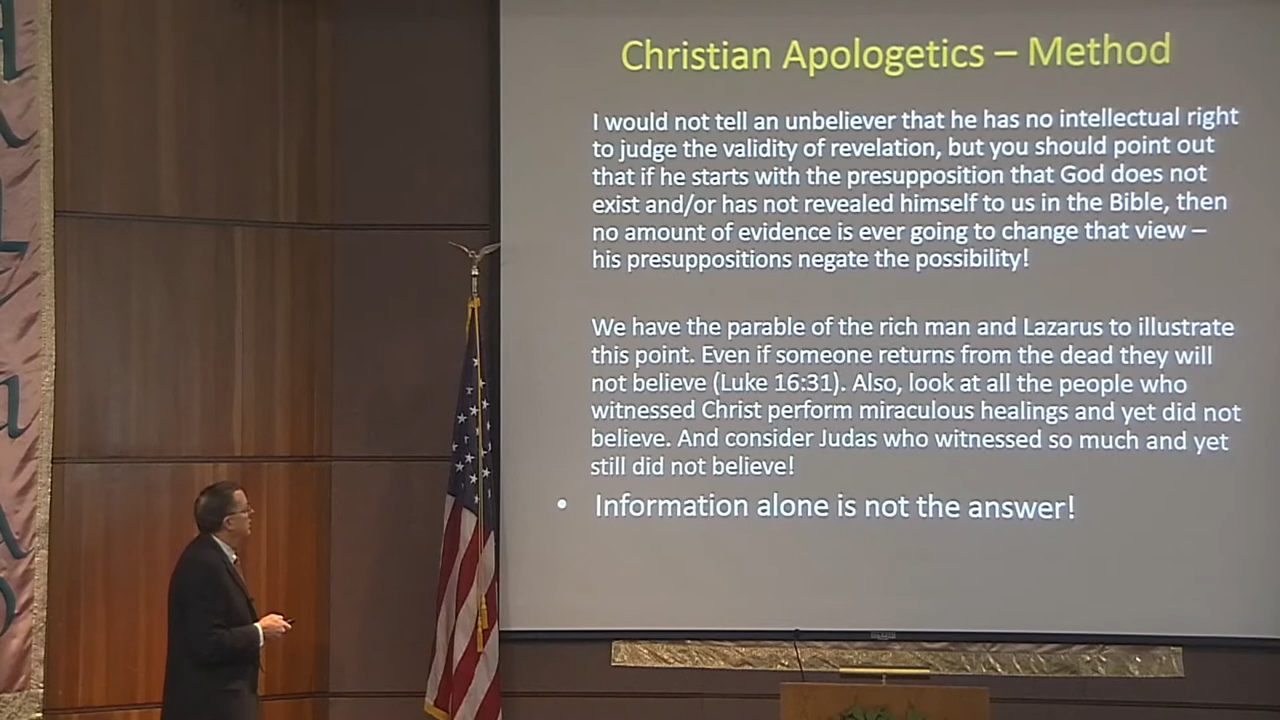 Christian Apologetics – Method
I would not tell an unbeliever that he has no intellectual right
to judge the validity of revelation, but you should point out
that if he starts with the presupposition that God does not
exist and/or has not revealed himself to us in the Bible, then
no amount of evidence is ever going to change that view –
his presuppositions negate the possibility!
We have the parable of the rich man and Lazarus to illustrate
this point. Even if someone returns from the dead they will
not believe (Luke 16:31). Also, look at all the people who
witnessed Christ perform miraculous healings and yet did not
believe. And consider Judas who witnessed so much and yet
still did not believe!
• Information alone is not the answer!